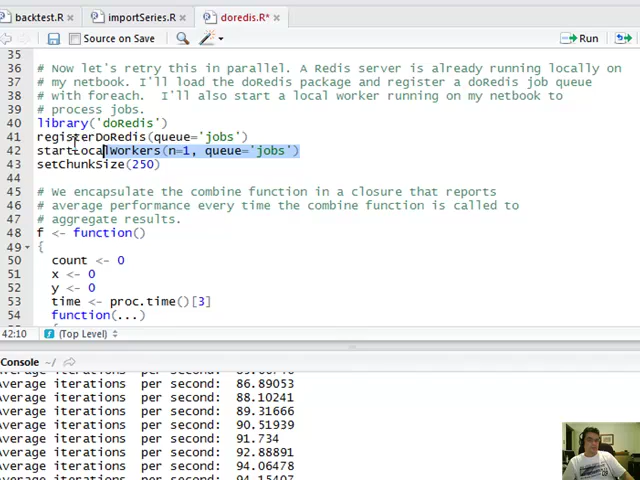 backtest.R
importSeries.R
doredis.R*
Source on Save
Run
35
36 # Now let's retry this in parallel. A Redis server is already running locally on
37 # my netbook. I'll load the doRedis package and register a doRedis job queue
38 # with foreach.  I'll also start a local worker running on my netbook to
39 # process jobs.
40 library('doRedis')
41 registerDoRedis(queue='jobs')
42 startLocalWorkers(n=1, queue='jobs')
43 setChunkSize(250)
44
45 # We encapsulate the combine function in a closure that reports
46 # average performance every time the combine function is called to
47 # aggregate results.
48 f <- function()
49 {
50 count <- 0
51 x <- 0
52 y <- 0
53 time <- proc.time()[3]
54 function(...)
42:10 (Top Level)
Console ~/
Average iterations  per second:  86.89053
Average iterations  per second:  88.10241
Average iterations  per second:  89.31666
Average iterations  per second:  90.51939
Average iterations  per second:  91.734
Average iterations  per second:  92.88891
Average iterations  per second:  94.06478
Average iterations  per second:  94.15407